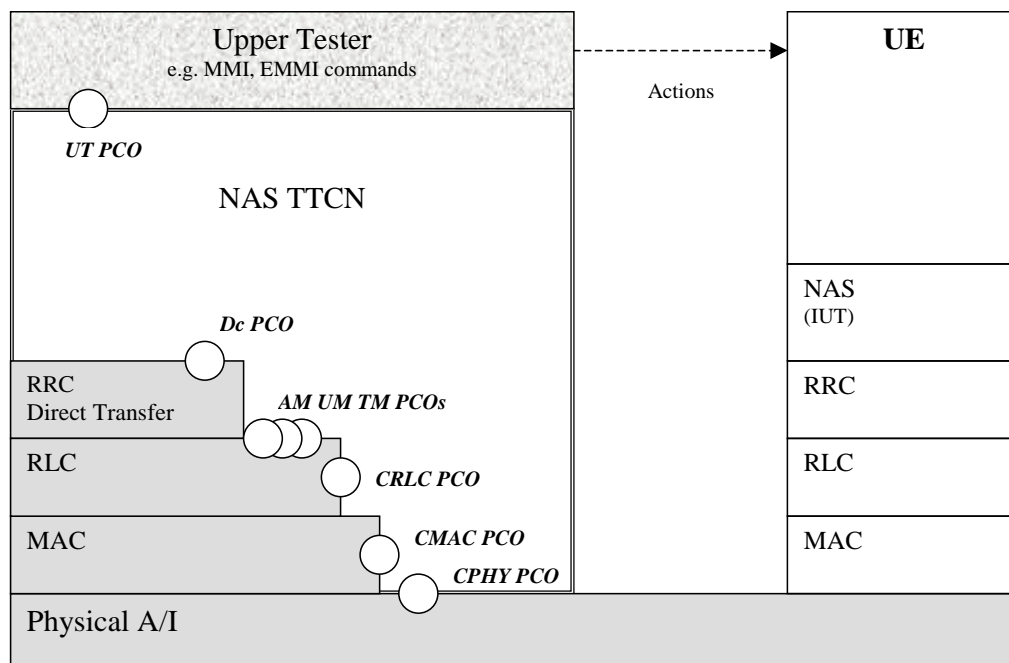 Upper Tester
e.g. MMI, EMMI commands
UE
Actions
UT PCO
NAS TTCN
NAS
(IUT)
Dc PCO
RRC
Direct Transfer
AM UM TM PCOs
RRC
RLC
CRLC PCO
RLC
MAC
CMAC PCO
CPHY PCO
MAC
Physical A/I